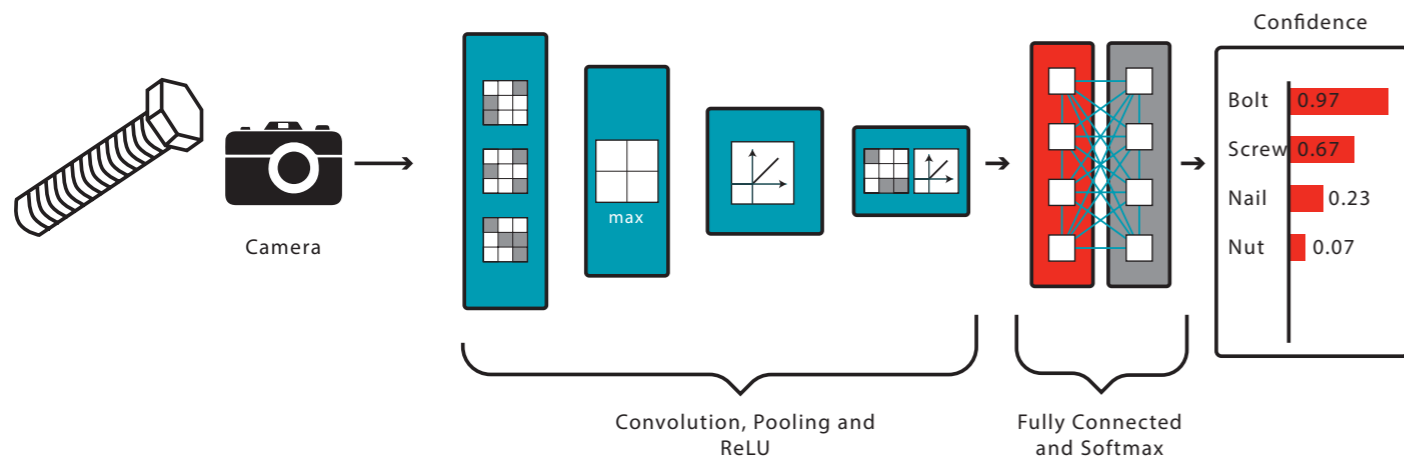 Confidence
Bolt 0.97
Screw 0.67
Nail 0.23
Nut 0.07
max
Camera
Convolution, Pooling and
ReLU
Fully Connected
and Softmax